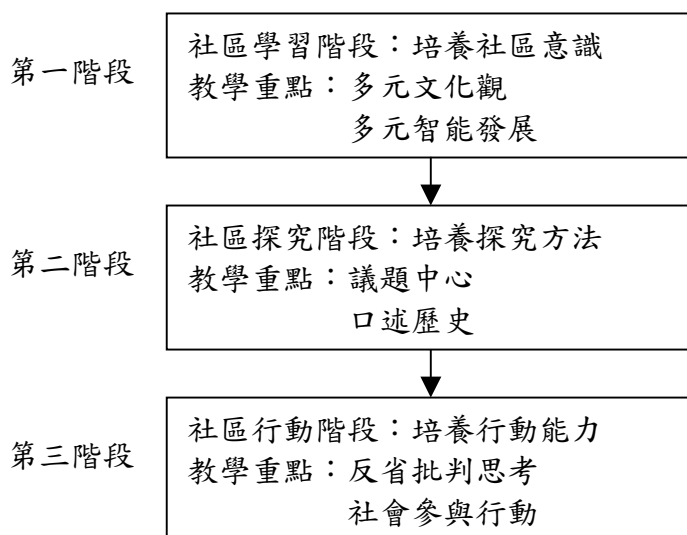 第一階段
社區學習階段：培養社區意識
教學重點：多元文化觀
多元智能發展
第二階段
社區探究階段：培養探究方法
教學重點：議題中心
口述歷史
第三階段
社區行動階段：培養行動能力
教學重點：反省批判思考
社會參與行動